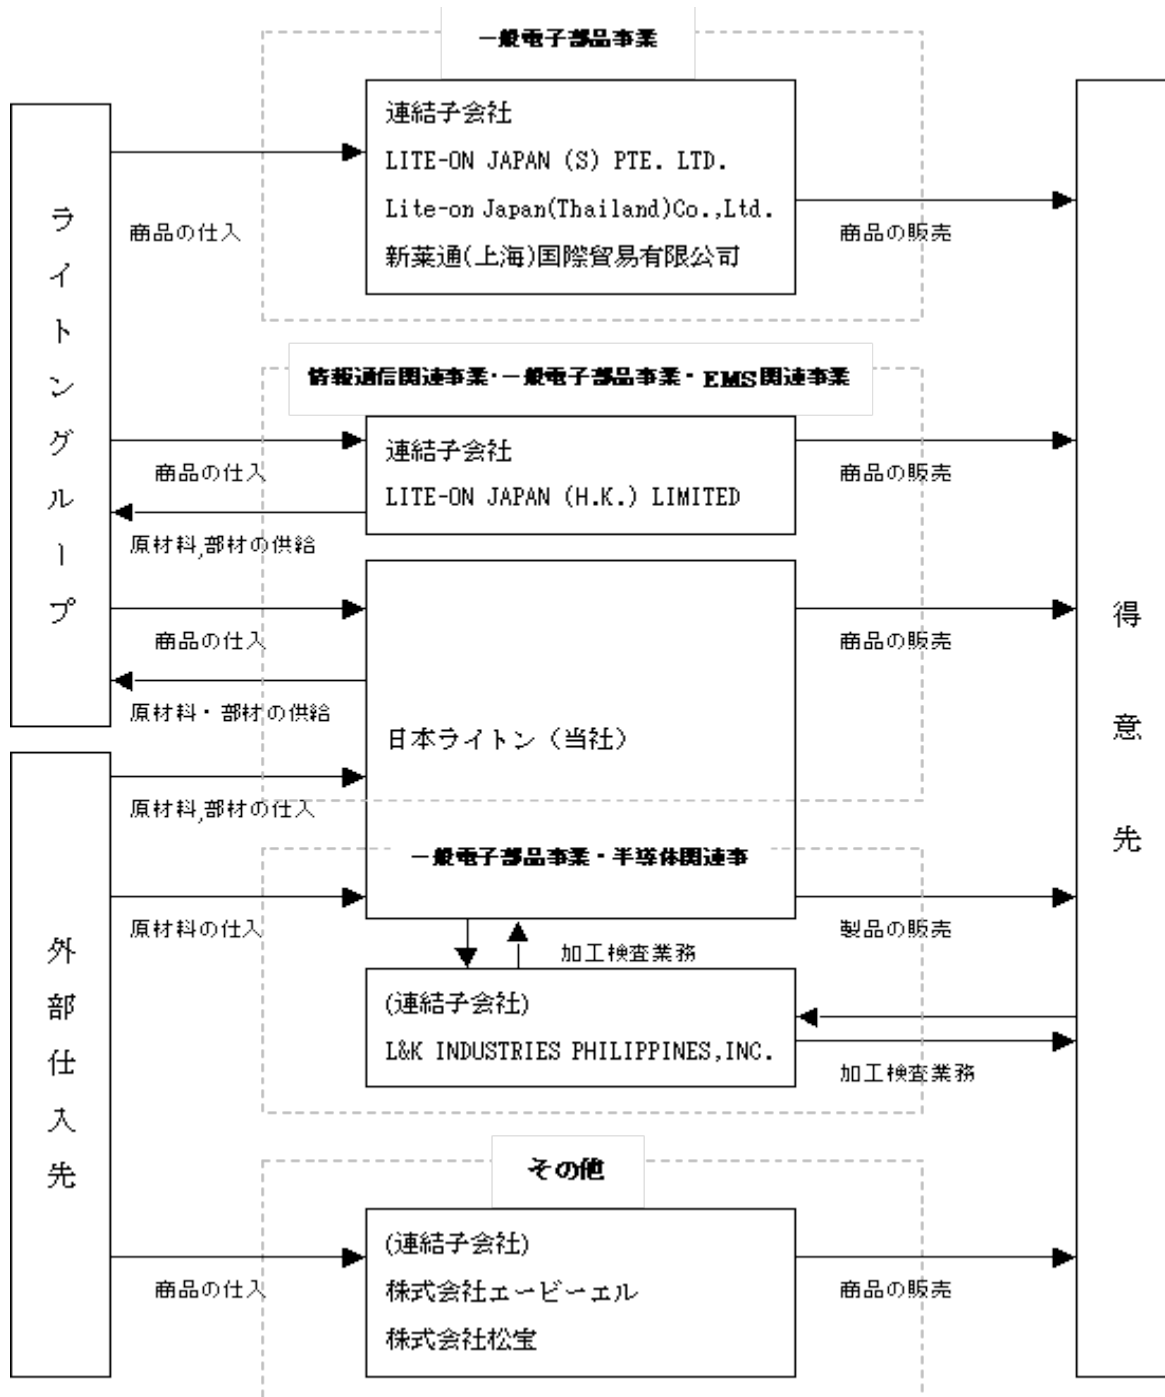 一般電子部品事業
連結子会社
LITE-ON JAPAN (S) PTE. LTD.
Lite-on Japan(Thailand)Co.,Ltd.
新莱通(上海)国際貿易有限公司
商品の仕入
商品の販売
ライトングループ
情報通信関連事業・一般電子部品事業・EMS関連事業
連結子会社
LITE-ON JAPAN (H.K.) LIMITED
商品の仕入
商品の販売
原材料,部材の供給
商品の仕入
商品の販売
原材料・部材の供給
日本ライトン（当社）
得意先
原材料,部材の仕入
一般電子部品事業・半導体関連事
原材料の仕入
製品の販売
外部仕入先
加工検査業務
(連結子会社)
L&K INDUSTRIES PHILIPPINES,INC.
加工検査業務
その他
(連結子会社)
株式会社エービーエル
株式会社松宝
商品の仕入
商品の販売